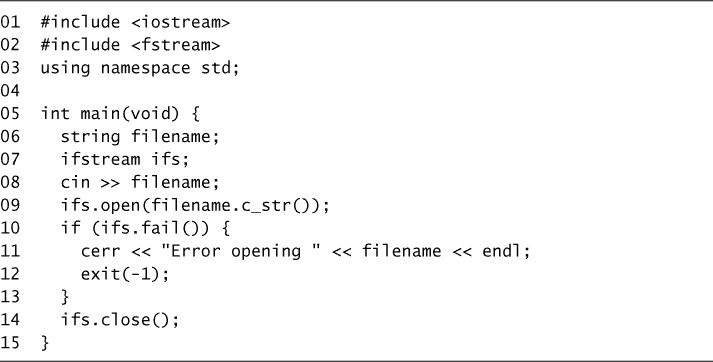 01 #include <iostream>
02 #include <fstream>
03 using namespace std;
04
05 int main(void) {
06   string filename;
07   ifstream ifs;
08   cin >> filename;
09   ifs.open(filename.c_str());
10   if (ifs.fail()) {
11     cerr << "Error opening " << filename << endl;
12     exit(-1);
13   }
14   ifs.close();
15 }